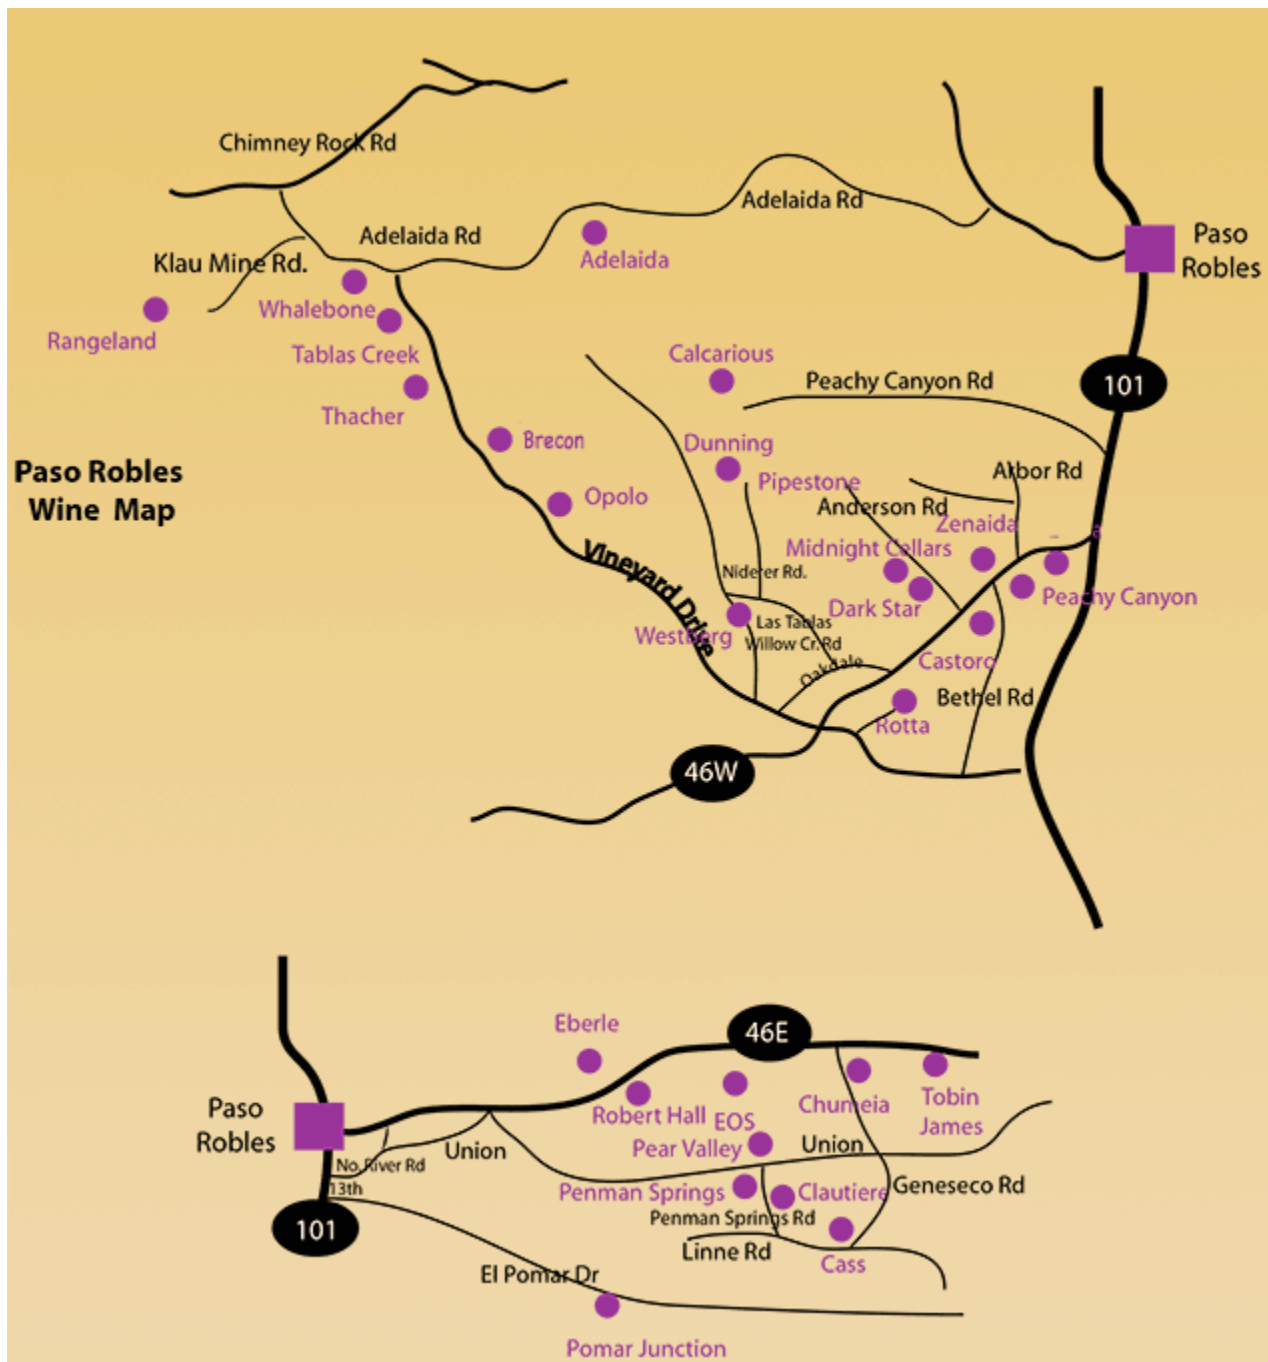 Chimney Rock Rd
Adelaida Rd
Adelaida Rd
Paso
Robles
Klau Mine Rd.
Adelaida
Whalebone
Rangeland
Tablas Creek
Calcarious
Peachy Canyon Rd
101
Thacher
Brecon
Dunning
Paso Robles
Wine Map
Arbor Rd
Pipestone
Opolo
Anderson Rd
Zenaida
a
Midnight Cellars
Vineyard Drive
Niderer Rd.
Peachy Canyon
Dark Star
Las Tablas
Westberg
Willow Cr. Rd
Oakdale
Castoro
Bethel Rd
Rotta
46W
Eberle
46E
Tobin
James
Chumeia
Paso
Robles
Robert Hall
EOS
Union
Pear Valley
Union
No. River Rd
13th
Penman Springs
Clautiere
Geneseco Rd
Penman Springs Rd
101
Linne Rd
Cass
El Pomar Dr
Pomar Junction